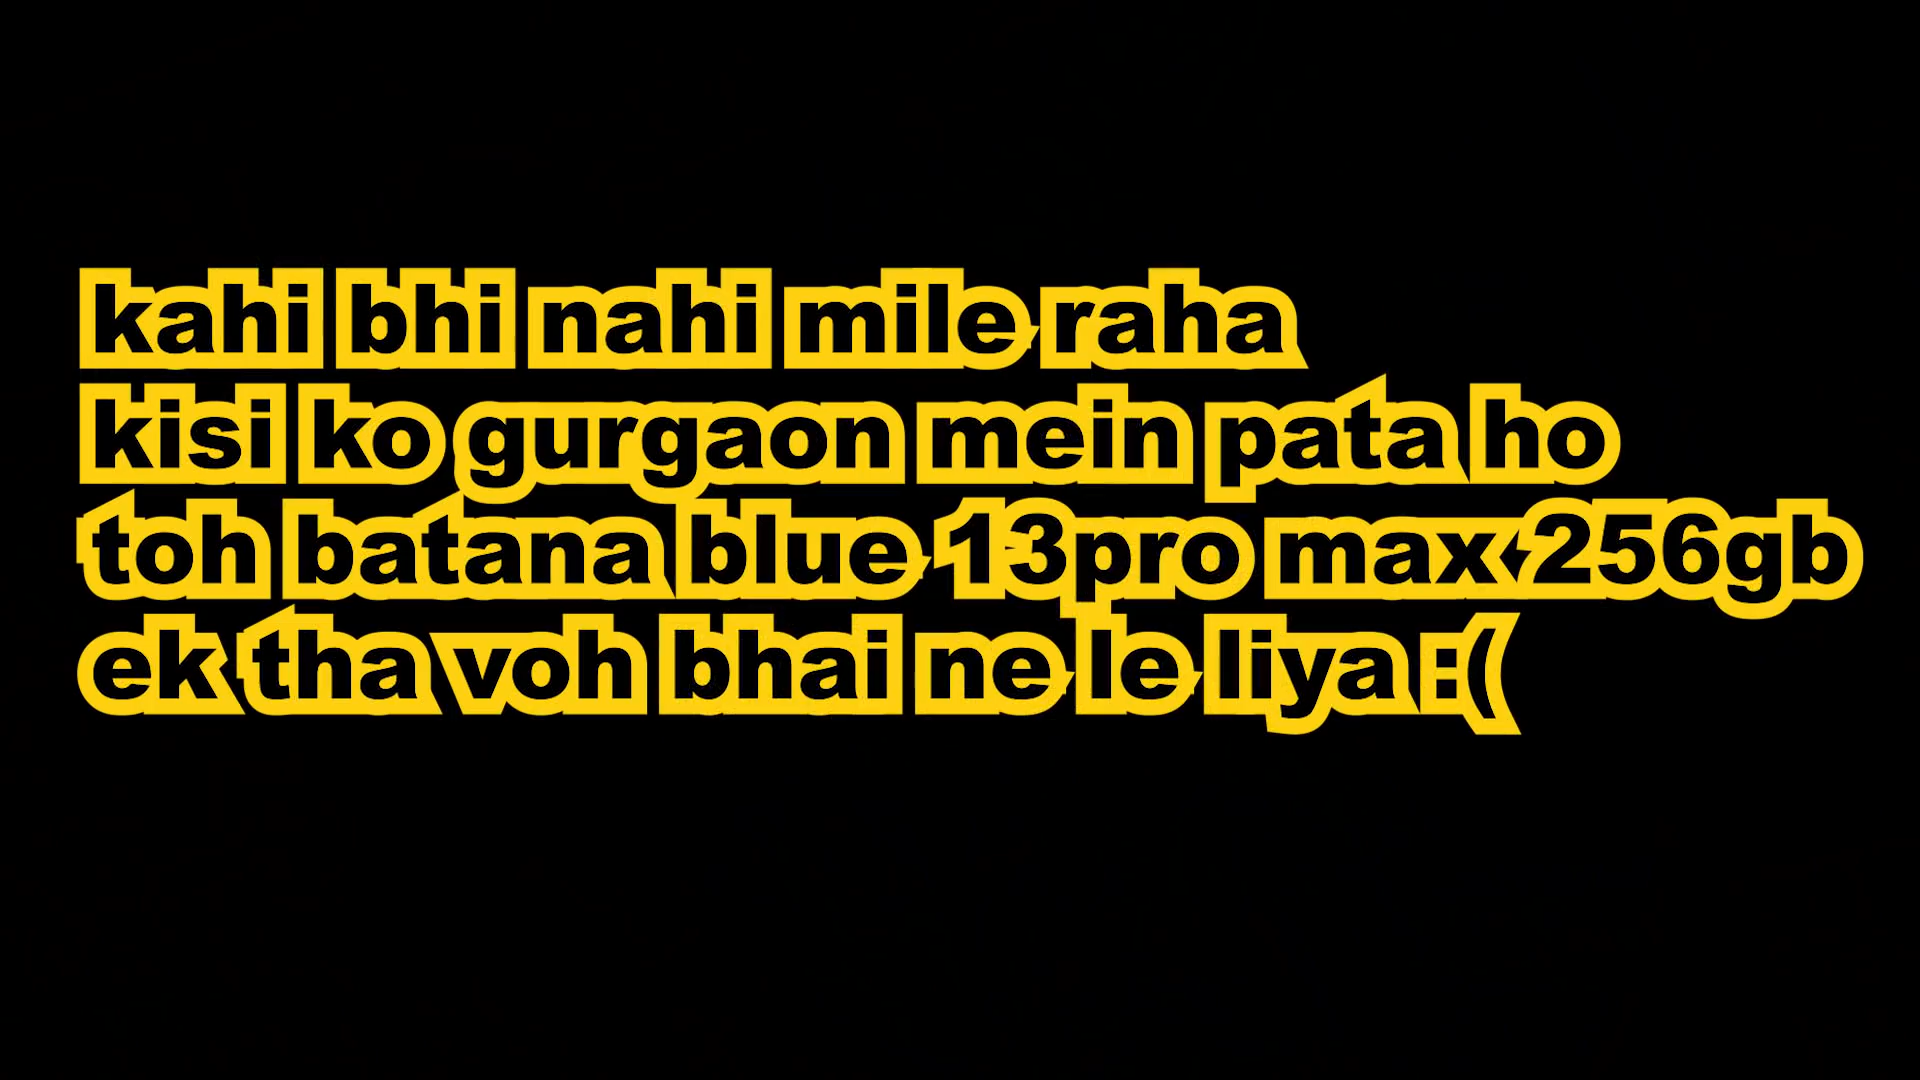 kahi bhi nahi mile raha
kisi ko gurgaon mein pata ho
toh batana blue 13pro max 256gb
ek tha voh bhai ne le liya :(